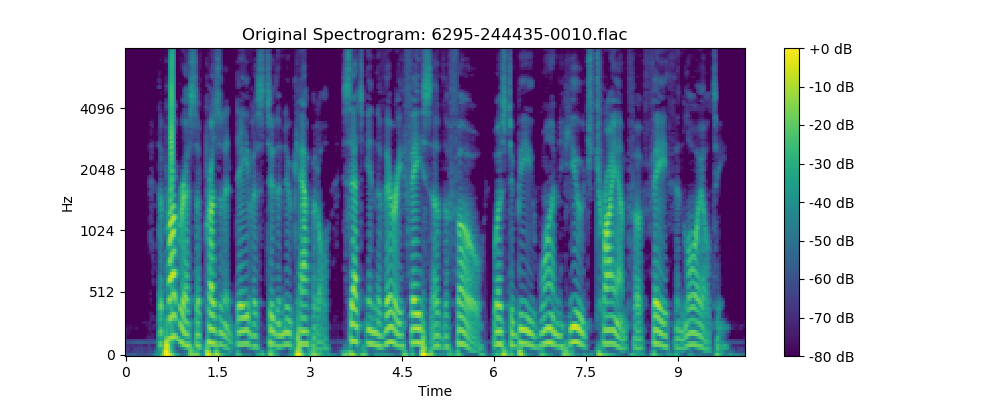 Original Spectrogram: 6295-244435-0010.flac
Hz
4096
2048
1024
512
0
0 1.5 3 4.5 6 7.5 9
Time
+0 dB
-10 dB
-20 dB
-30 dB
-40 dB
-50 dB
-60 dB
-70 dB
-80 dB